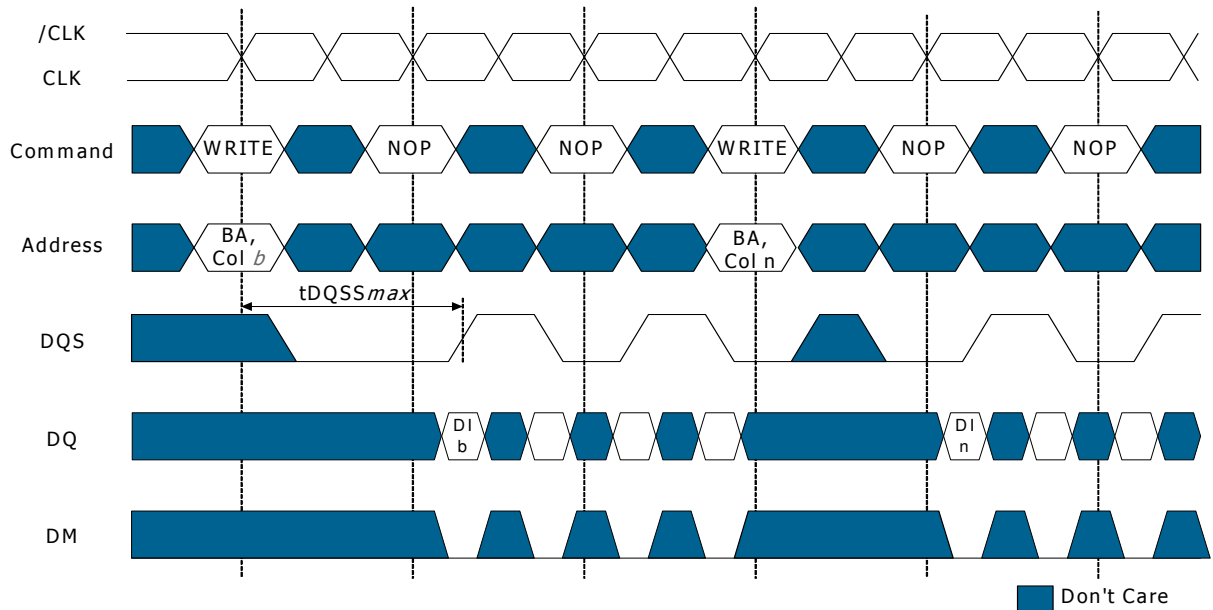 /CLK
CLK
Command WRITE NOP NOP WRITE NOP NOP
Address BA, Col b BA, Col n
tDQSSmax
DQS
DQ DI b DI n
DM
Don't Care